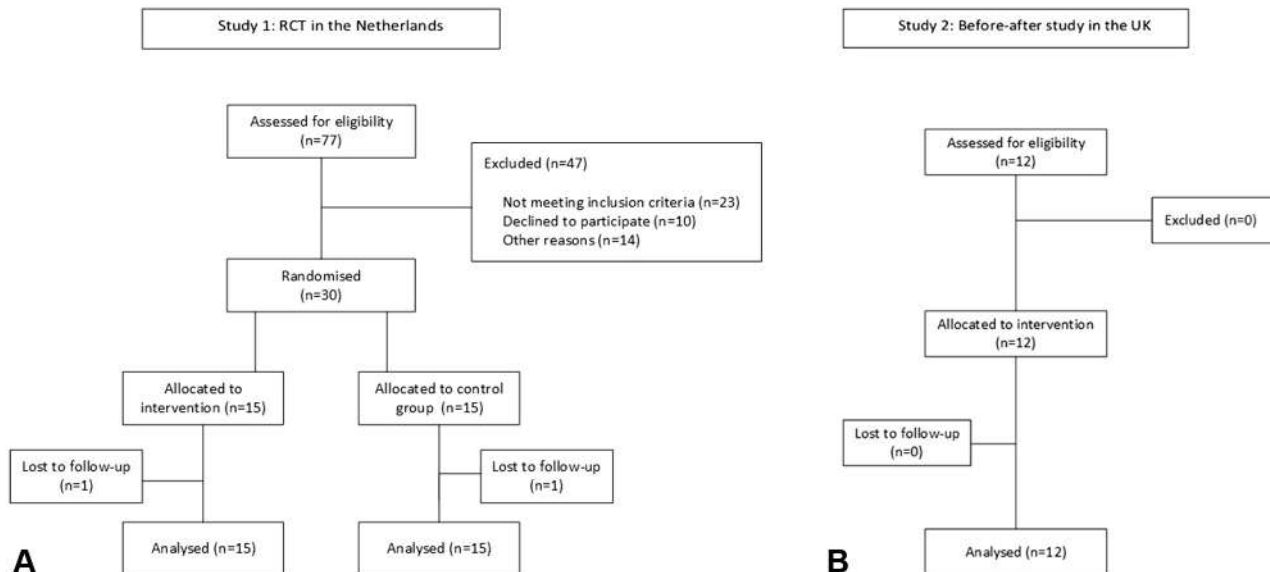 Study 1: RCT in the Netherlands
Assessed for eligibility
(n=77)
Excluded (n=47)
Not meeting inclusion criteria (n=23)
Declined to participate (n=10)
Other reasons (n=14)
Randomised
(n=30)
Allocated to
intervention (n=15)
Allocated to control
group (n=15)
Lost to follow-up
(n=1)
Lost to follow-up
(n=1)
Analysed (n=15)
Analysed (n=15)
A
Study 2: Before-after study in the UK
Assessed for eligibility
(n=12)
Excluded (n=0)
Allocated to intervention
(n=12)
Lost to follow-up
(n=0)
Analysed (n=12)
B